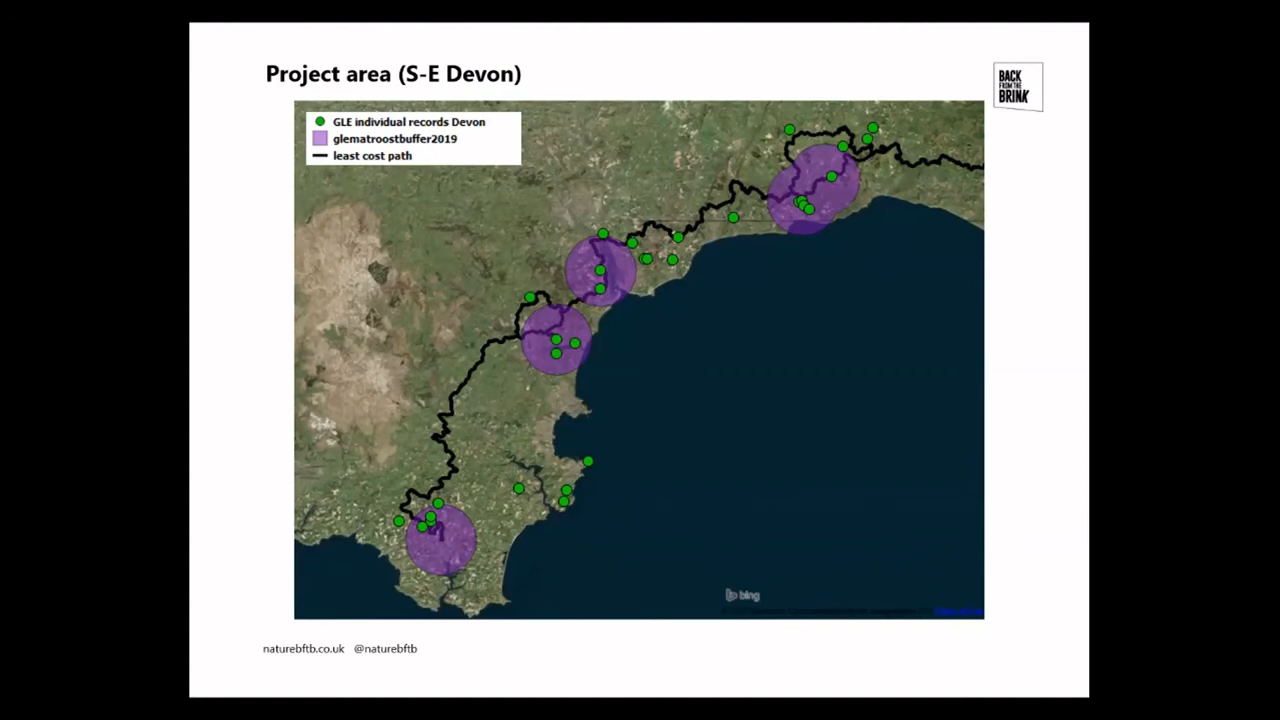 Project area (S-E Devon)
BACK
FROM THE
BRINK
GLE individual records Devon
glematroostbuffer2019
least cost path
bing
naturebftb.co.uk @naturebftb